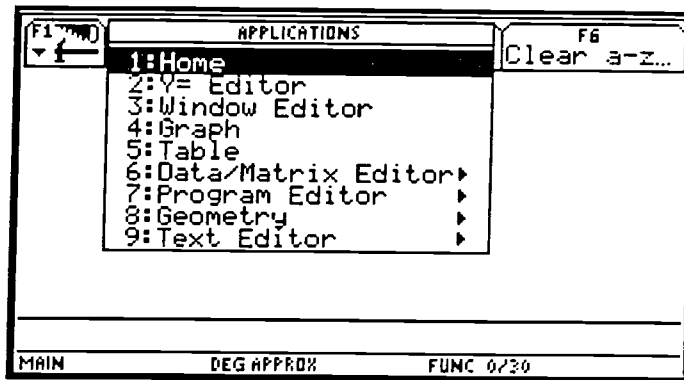 F1 APPLICATIONS F6
Clear a-z…
1:Home
2:Y= Editor
3:Window Editor
4:Graph
5:Table
6:Data/Matrix Editor▶
7:Program Editor ▶
8:Geometry ▶
9:Text Editor ▶
MAIN DEG APPROX FUNC 0/30